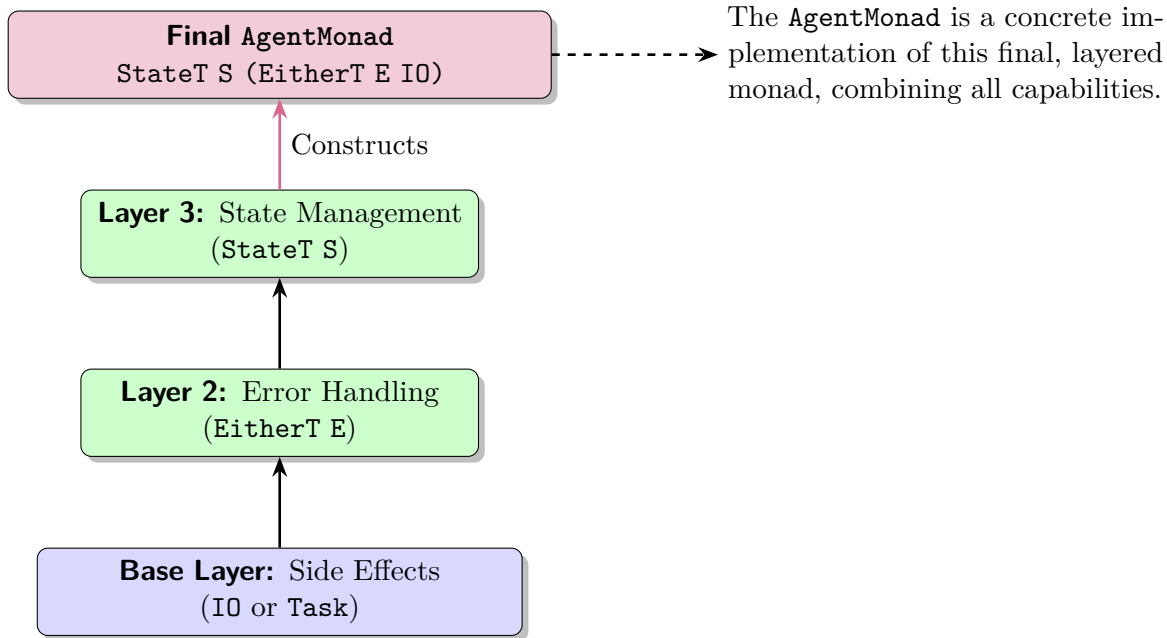 Final AgentMonad
StateT S (EitherT E IO)
The AgentMonad is a concrete im-
plementation of this final, layered
monad, combining all capabilities.
Constructs
Layer 3: State Management
(StateT S)
Layer 2: Error Handling
(EitherT E)
Base Layer: Side Effects
(IO or Task)